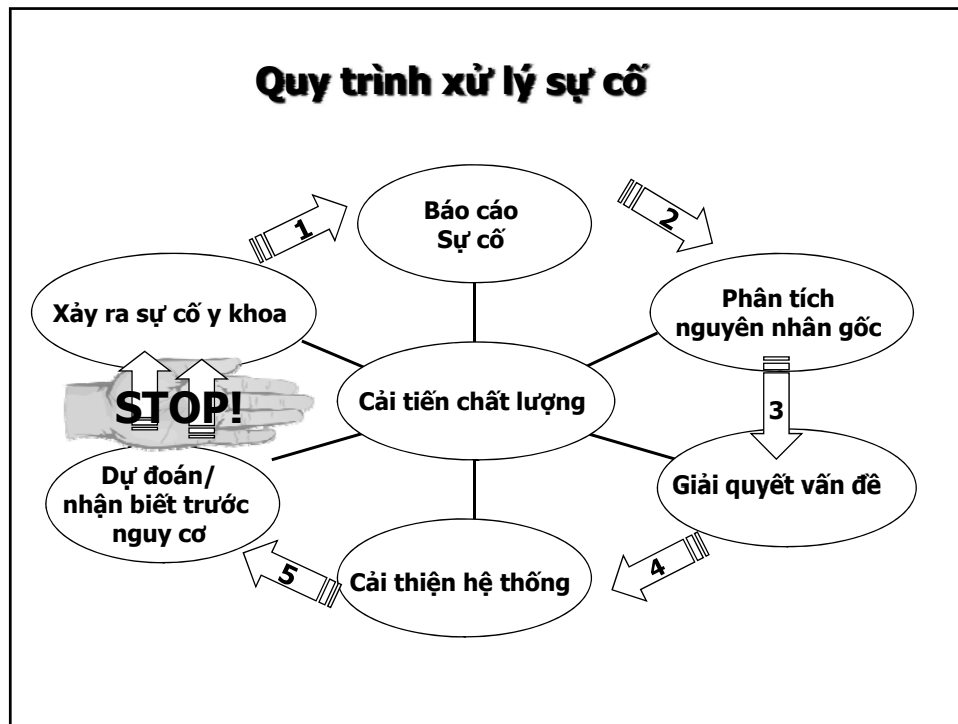 Quy trình xử lý sự cố
1
Báo cáo
Sự cố
2
Xảy ra sự cố y khoa
Phân tích
nguyên nhân gốc
Cải tiến chất lượng
STOP!
3
Dự đoán/
nhận biết trước
nguy cơ
Giải quyết vấn đề
5
Cải thiện hệ thống
4